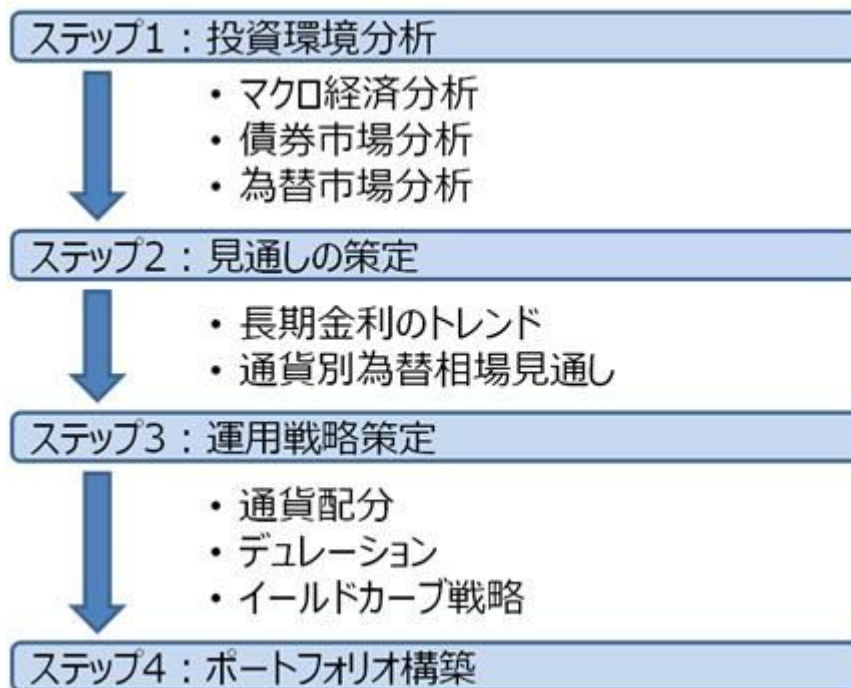 ステップ1：投資環境分析
・マクロ経済分析
・債券市場分析
・為替市場分析
ステップ2：見通しの策定
・長期金利のトレンド
・通貨別為替相場見通し
ステップ3：運用戦略策定
・通貨配分
・デュレーション
・イールドカーブ戦略
ステップ4：ポートフォリオ構築